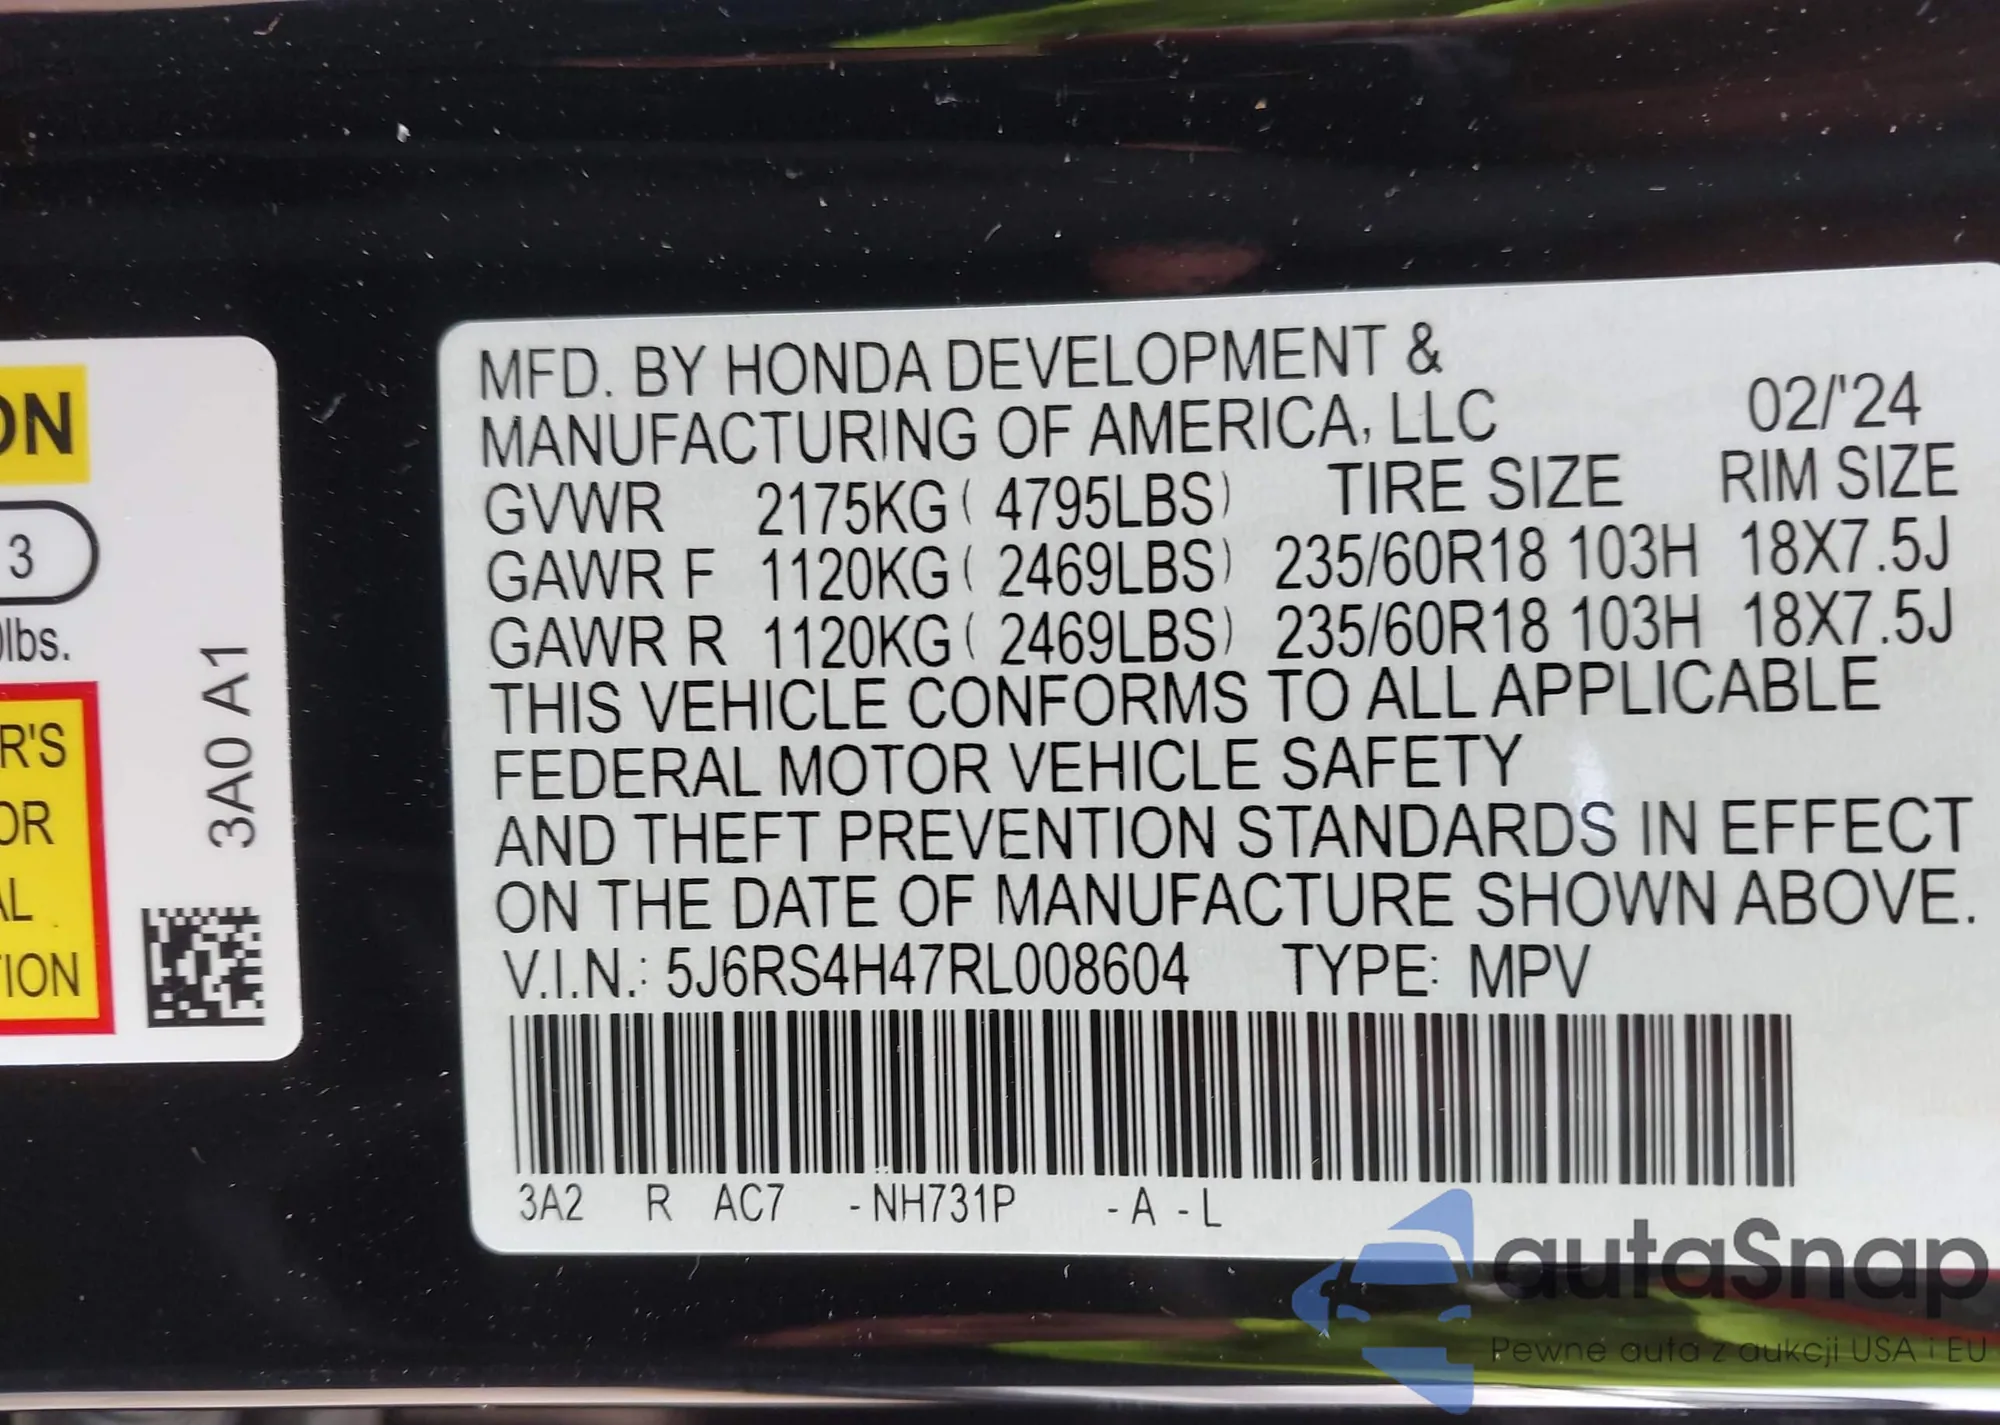 ON
3
0lbs.
R'S
OR
AL
TION
3A0 A1
MFD. BY HONDA DEVELOPMENT &
MANUFACTURING OF AMERICA, LLC 02/'24
GVWR 2175KG ( 4795LBS) TIRE SIZE RIM SIZE
GAWR F 1120KG ( 2469LBS) 235/60R18 103H 18X7.5J
GAWR R 1120KG ( 2469LBS) 235/60R18 103H 18X7.5J
THIS VEHICLE CONFORMS TO ALL APPLICABLE
FEDERAL MOTOR VEHICLE SAFETY
AND THEFT PREVENTION STANDARDS IN EFFECT
ON THE DATE OF MANUFACTURE SHOWN ABOVE.
V.I.N.: 5J6RS4H47RL008604 TYPE: MPV
3A2 R AC7 -NH731P -A -L
autaSnap
Pewne auta z aukcji USA i EU